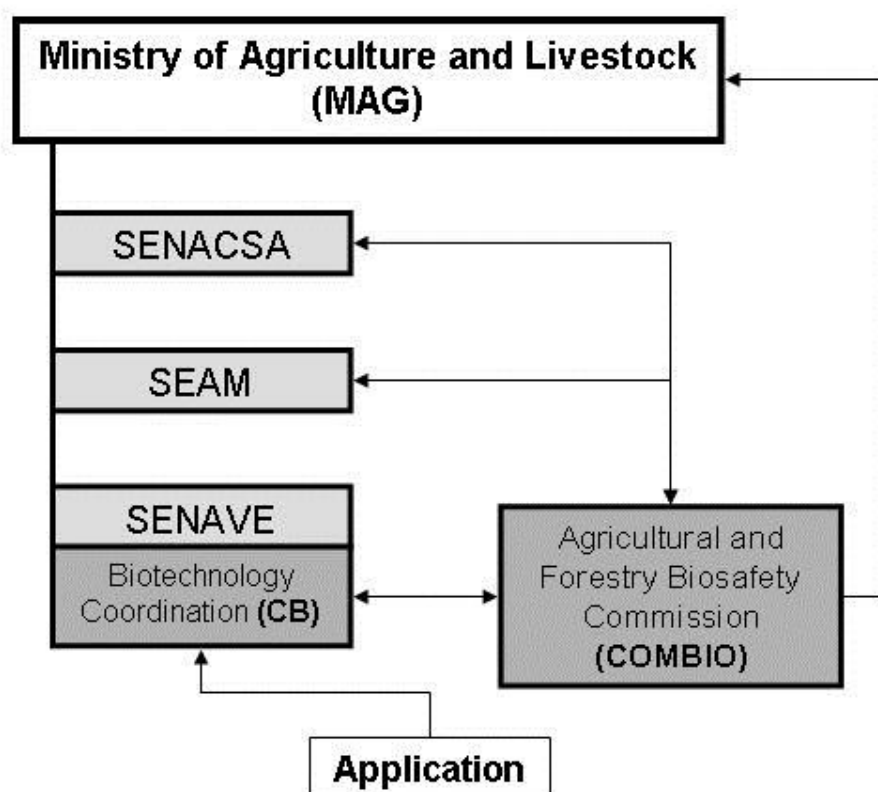 Ministry of Agriculture and Livestock
(MAG)
SENACSA
SEAM
SENAVE
Biotechnology
Coordination (CB)
Agricultural and
Forestry Biosafety
Commission
(COMBIO)
Application